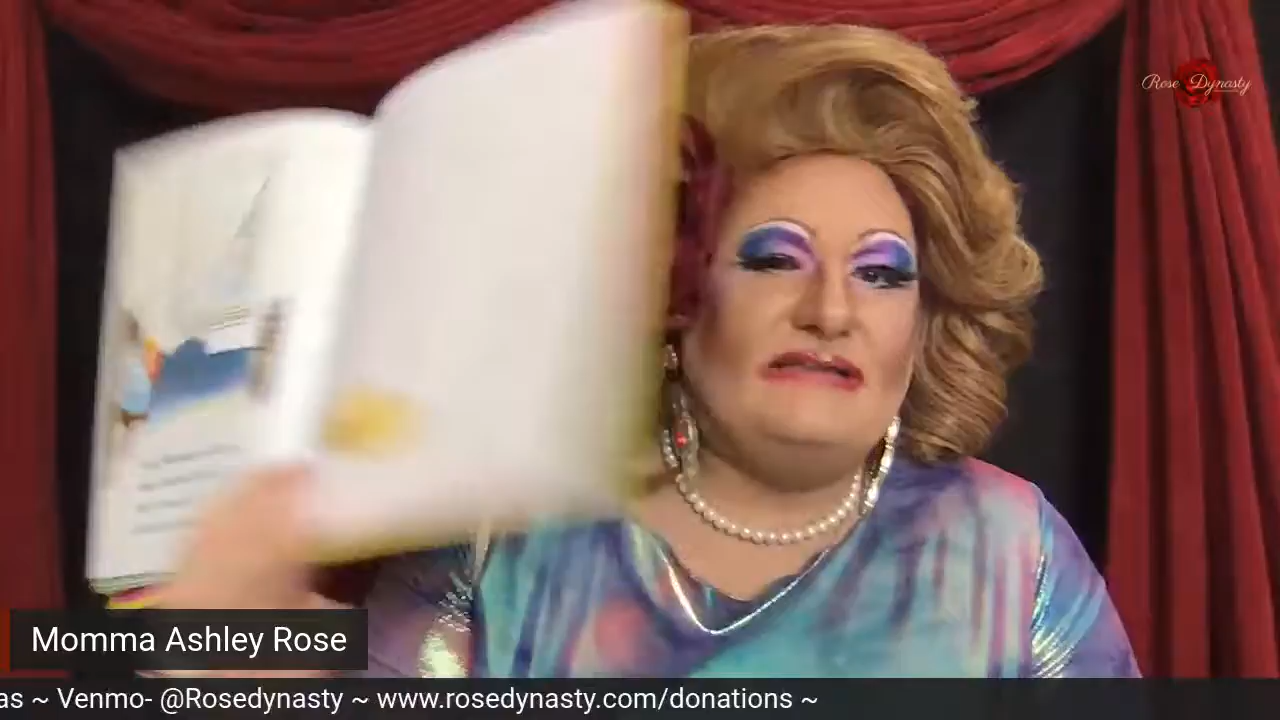 Rose Dynasty
Momma Ashley Rose
as ~ Venmo- @Rosedynasty ~ www.rosedynasty.com/donations ~